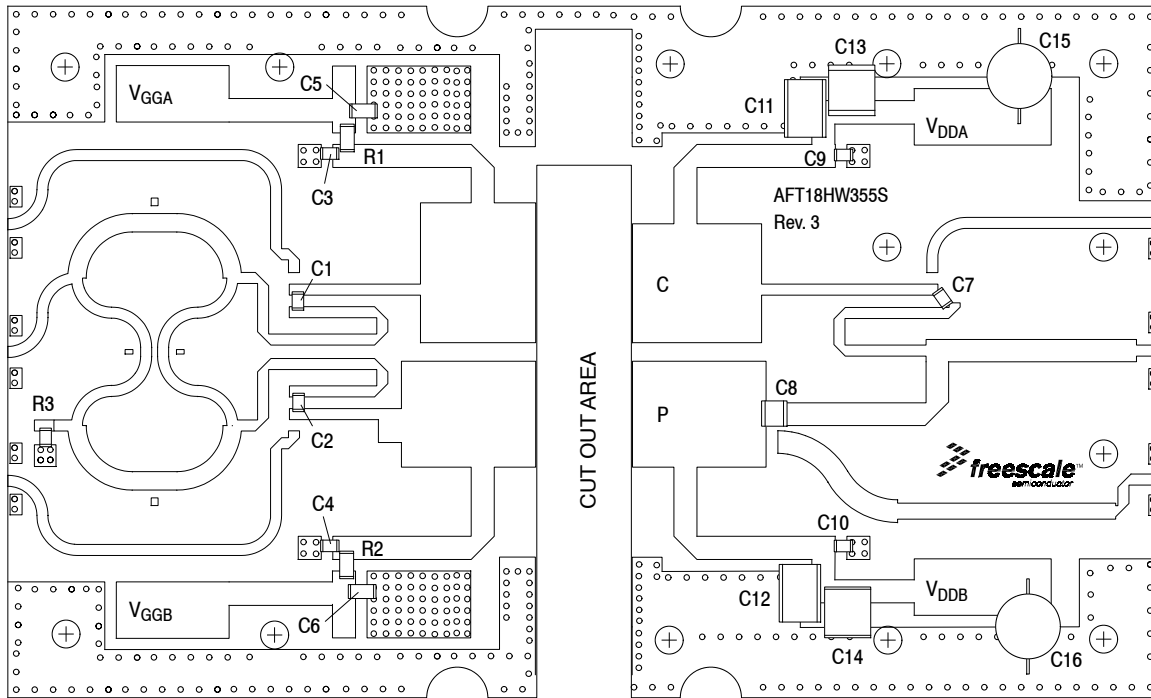 C13
C15
C5
VGGA
C11
VDDA
R1
C9
C3
AFT18HW355S
Rev. 3
C1
C
C7
CUT OUT AREA
C8
R3
P
C2
freescale™
semiconductor
C4
C10
R2
VGGB
C12
VDDB
C6
C14
C16